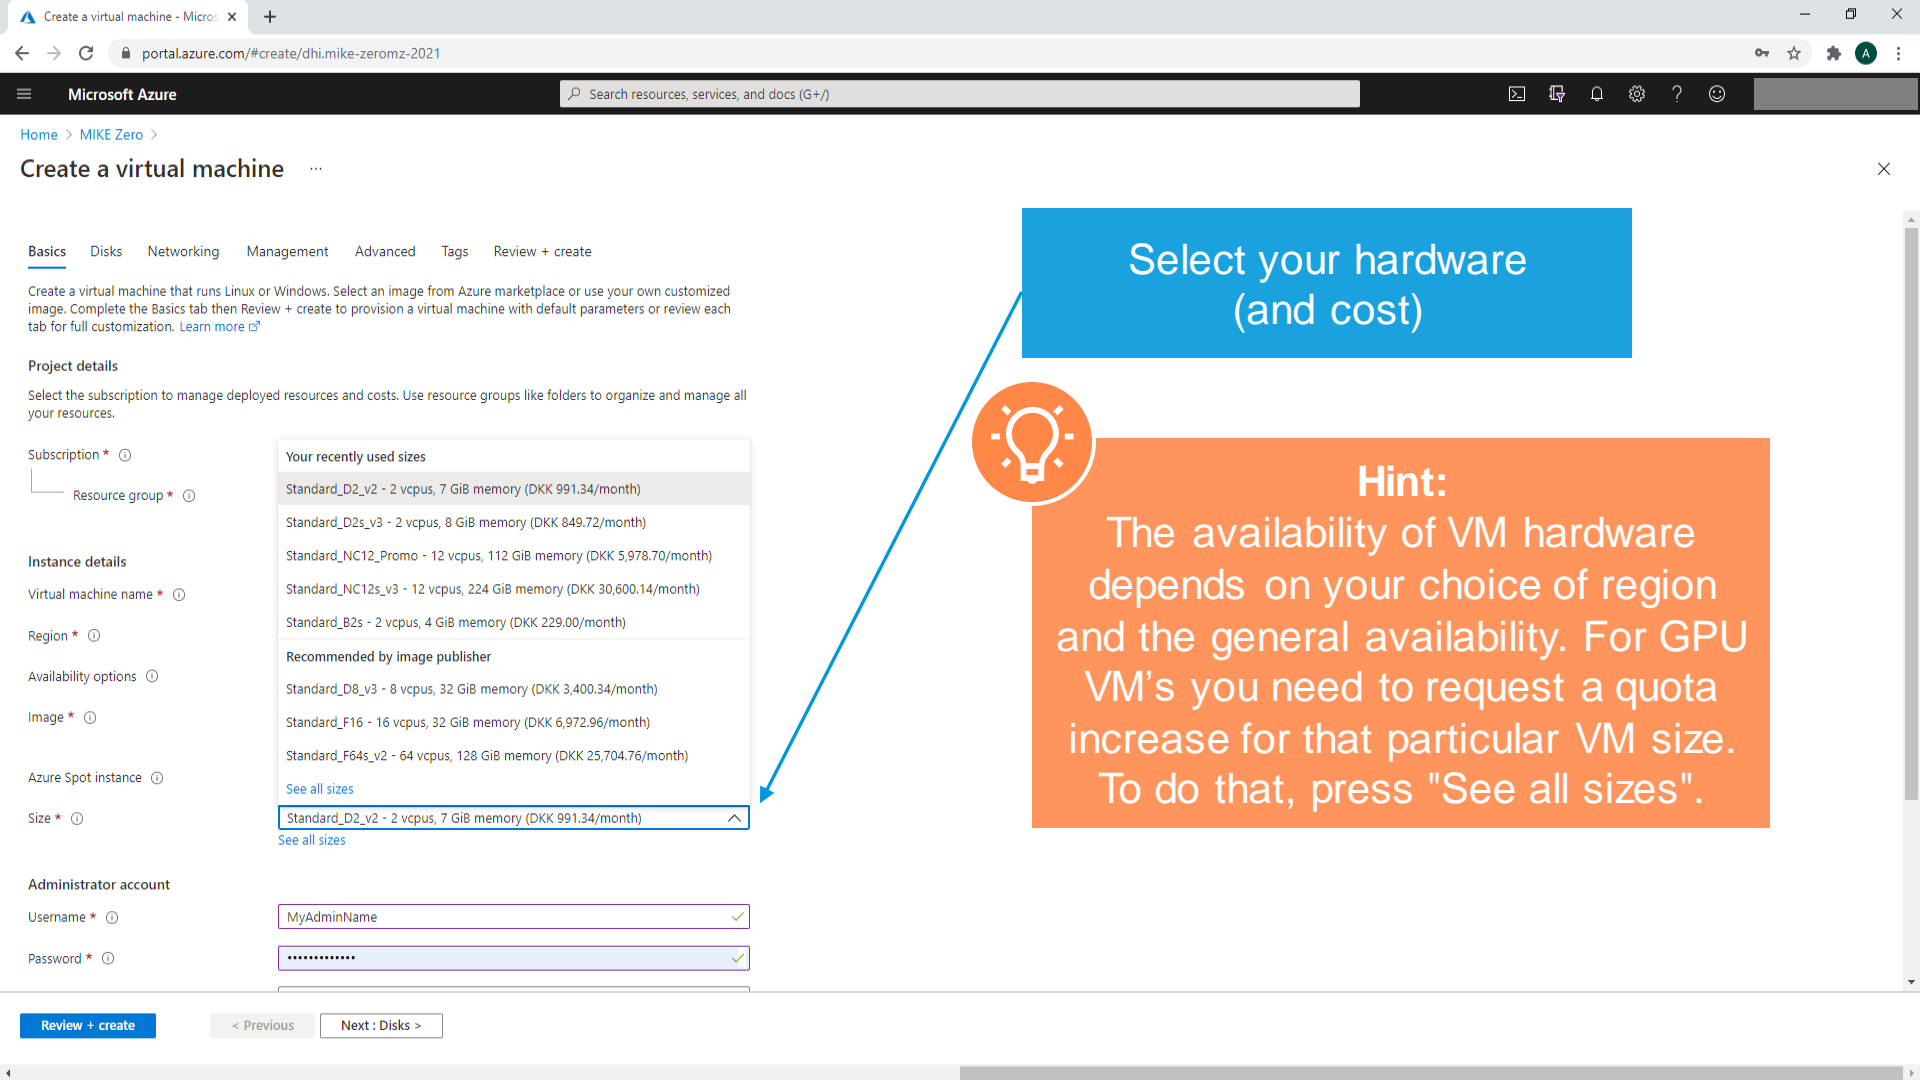 Create a virtual machine - Micros
portal.azure.com/#create/dhi.mike-zeromz-2021
A
Microsoft Azure
Search resources, services, and docs (G+/)
Home > MIKE Zero >
Create a virtual machine ...
Basics Disks Networking Management Advanced Tags Review + create
Create a virtual machine that runs Linux or Windows. Select an image from Azure marketplace or use your own customized
image. Complete the Basics tab then Review + create to provision a virtual machine with default parameters or review each
tab for full customization. Learn more
Project details
Select the subscription to manage deployed resources and costs. Use resource groups like folders to organize and manage all
your resources.
Subscription *
Resource group *
Instance details
Virtual machine name *
Region *
Availability options
Image *
Azure Spot instance
Size *
Your recently used sizes
Standard_D2_v2 - 2 vcpus, 7 GiB memory (DKK 991.34/month)
Standard_D2s_v3 - 2 vcpus, 8 GiB memory (DKK 849.72/month)
Standard_NC12_Promo - 12 vcpus, 112 GiB memory (DKK 5,978.70/month)
Standard_NC12s_v3 - 12 vcpus, 224 GiB memory (DKK 30,600.14/month)
Standard_B2s - 2 vcpus, 4 GiB memory (DKK 229.00/month)
Recommended by image publisher
Standard_D8_v3 - 8 vcpus, 32 GiB memory (DKK 3,400.34/month)
Standard_F16 - 16 vcpus, 32 GiB memory (DKK 6,972.96/month)
Standard_F64s_v2 - 64 vcpus, 128 GiB memory (DKK 25,704.76/month)
See all sizes
Standard_D2_v2 - 2 vcpus, 7 GiB memory (DKK 991.34/month)
See all sizes
Administrator account
Username *
MyAdminName
Password *
•••••••••••••
Review + create
< Previous
Next : Disks >
Select your hardware
(and cost)
Hint:
The availability of VM hardware
depends on your choice of region
and the general availability. For GPU
VM’s you need to request a quota
increase for that particular VM size.
To do that, press "See all sizes".